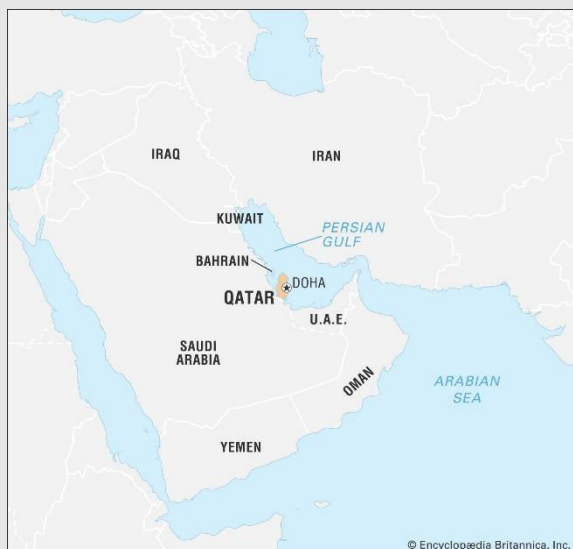 IRAQ
IRAN
KUWAIT
PERSIAN
GULF
BAHRAIN
DOHA
QATAR
U.A.E.
SAUDI
ARABIA
OMAN
ARABIAN
SEA
YEMEN
© Encyclopædia Britannica, Inc.